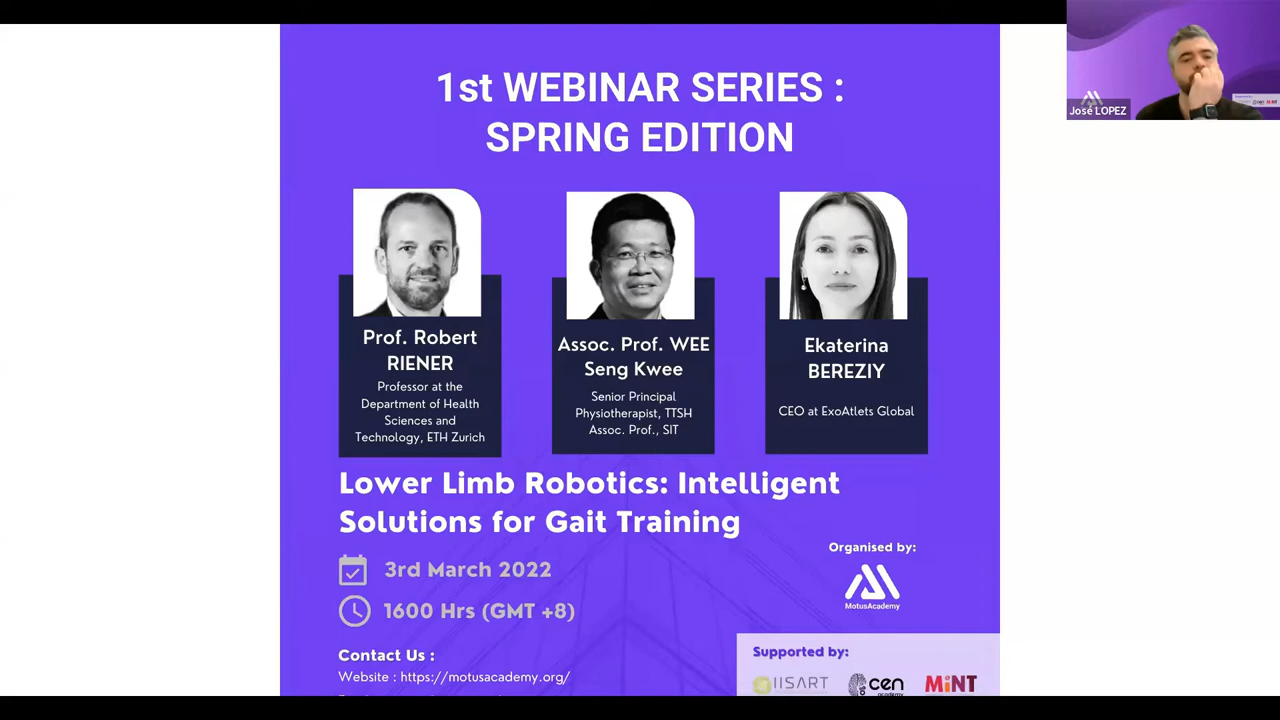 1st WEBINAR SERIES :
SPRING EDITION
José LOPEZ
Prof. Robert
RIENER
Professor at the
Department of Health
Sciences and
Technology, ETH Zurich
Assoc. Prof. WEE
Seng Kwee
Senior Principal
Physiotherapist, TTSH
Assoc. Prof., SIT
Ekaterina
BEREZIY
CEO at ExoAtlets Global
Lower Limb Robotics: Intelligent
Solutions for Gait Training
3rd March 2022
1600 Hrs (GMT +8)
Organised by:
MotusAcademy
Contact Us :
Website : https://motusacademy.org/
Supported by:
IISART
cen
academy
MiNT